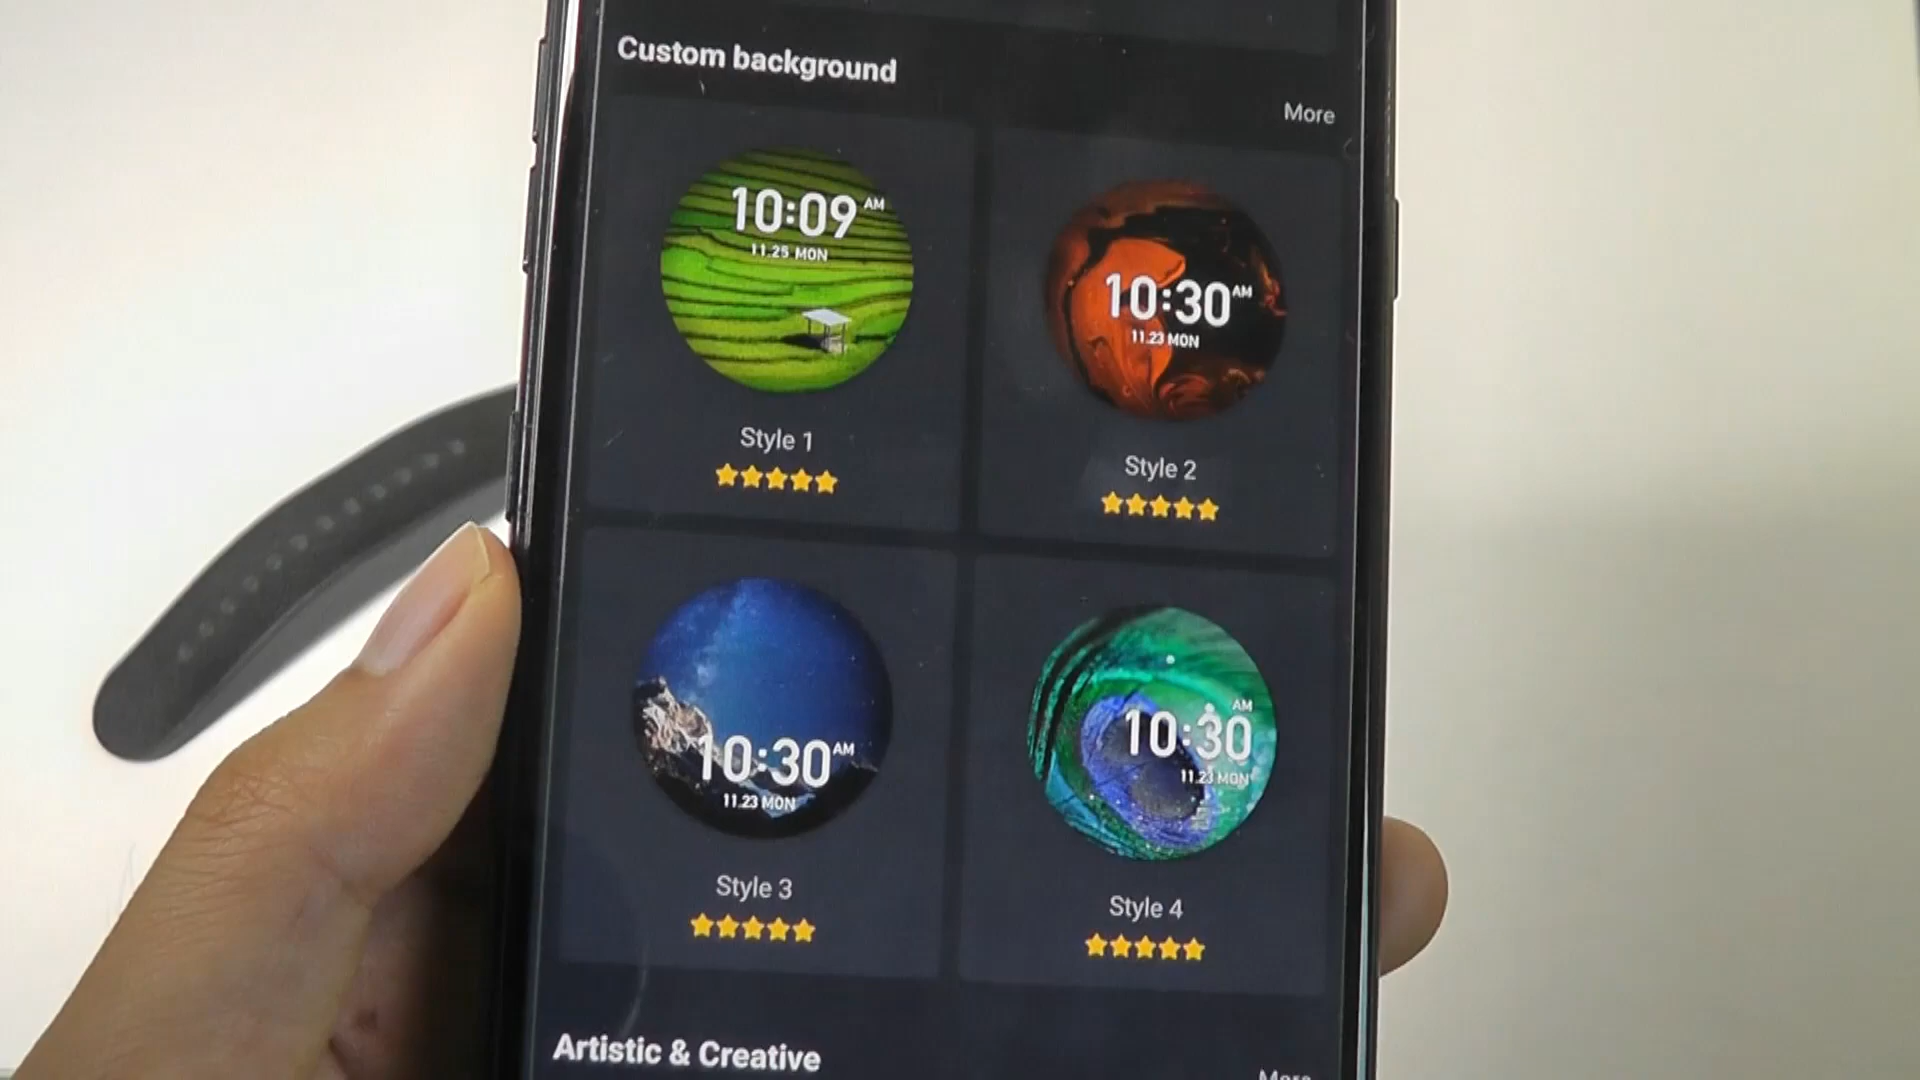 Custom background
More
10:09 AM
11.25 MON
Style 1
10:30 AM
11.23 MON
Style 2
10:30 AM
11.23 MON
Style 3
AM
10:30
11.23 MON
Style 4
Artistic & Creative
More